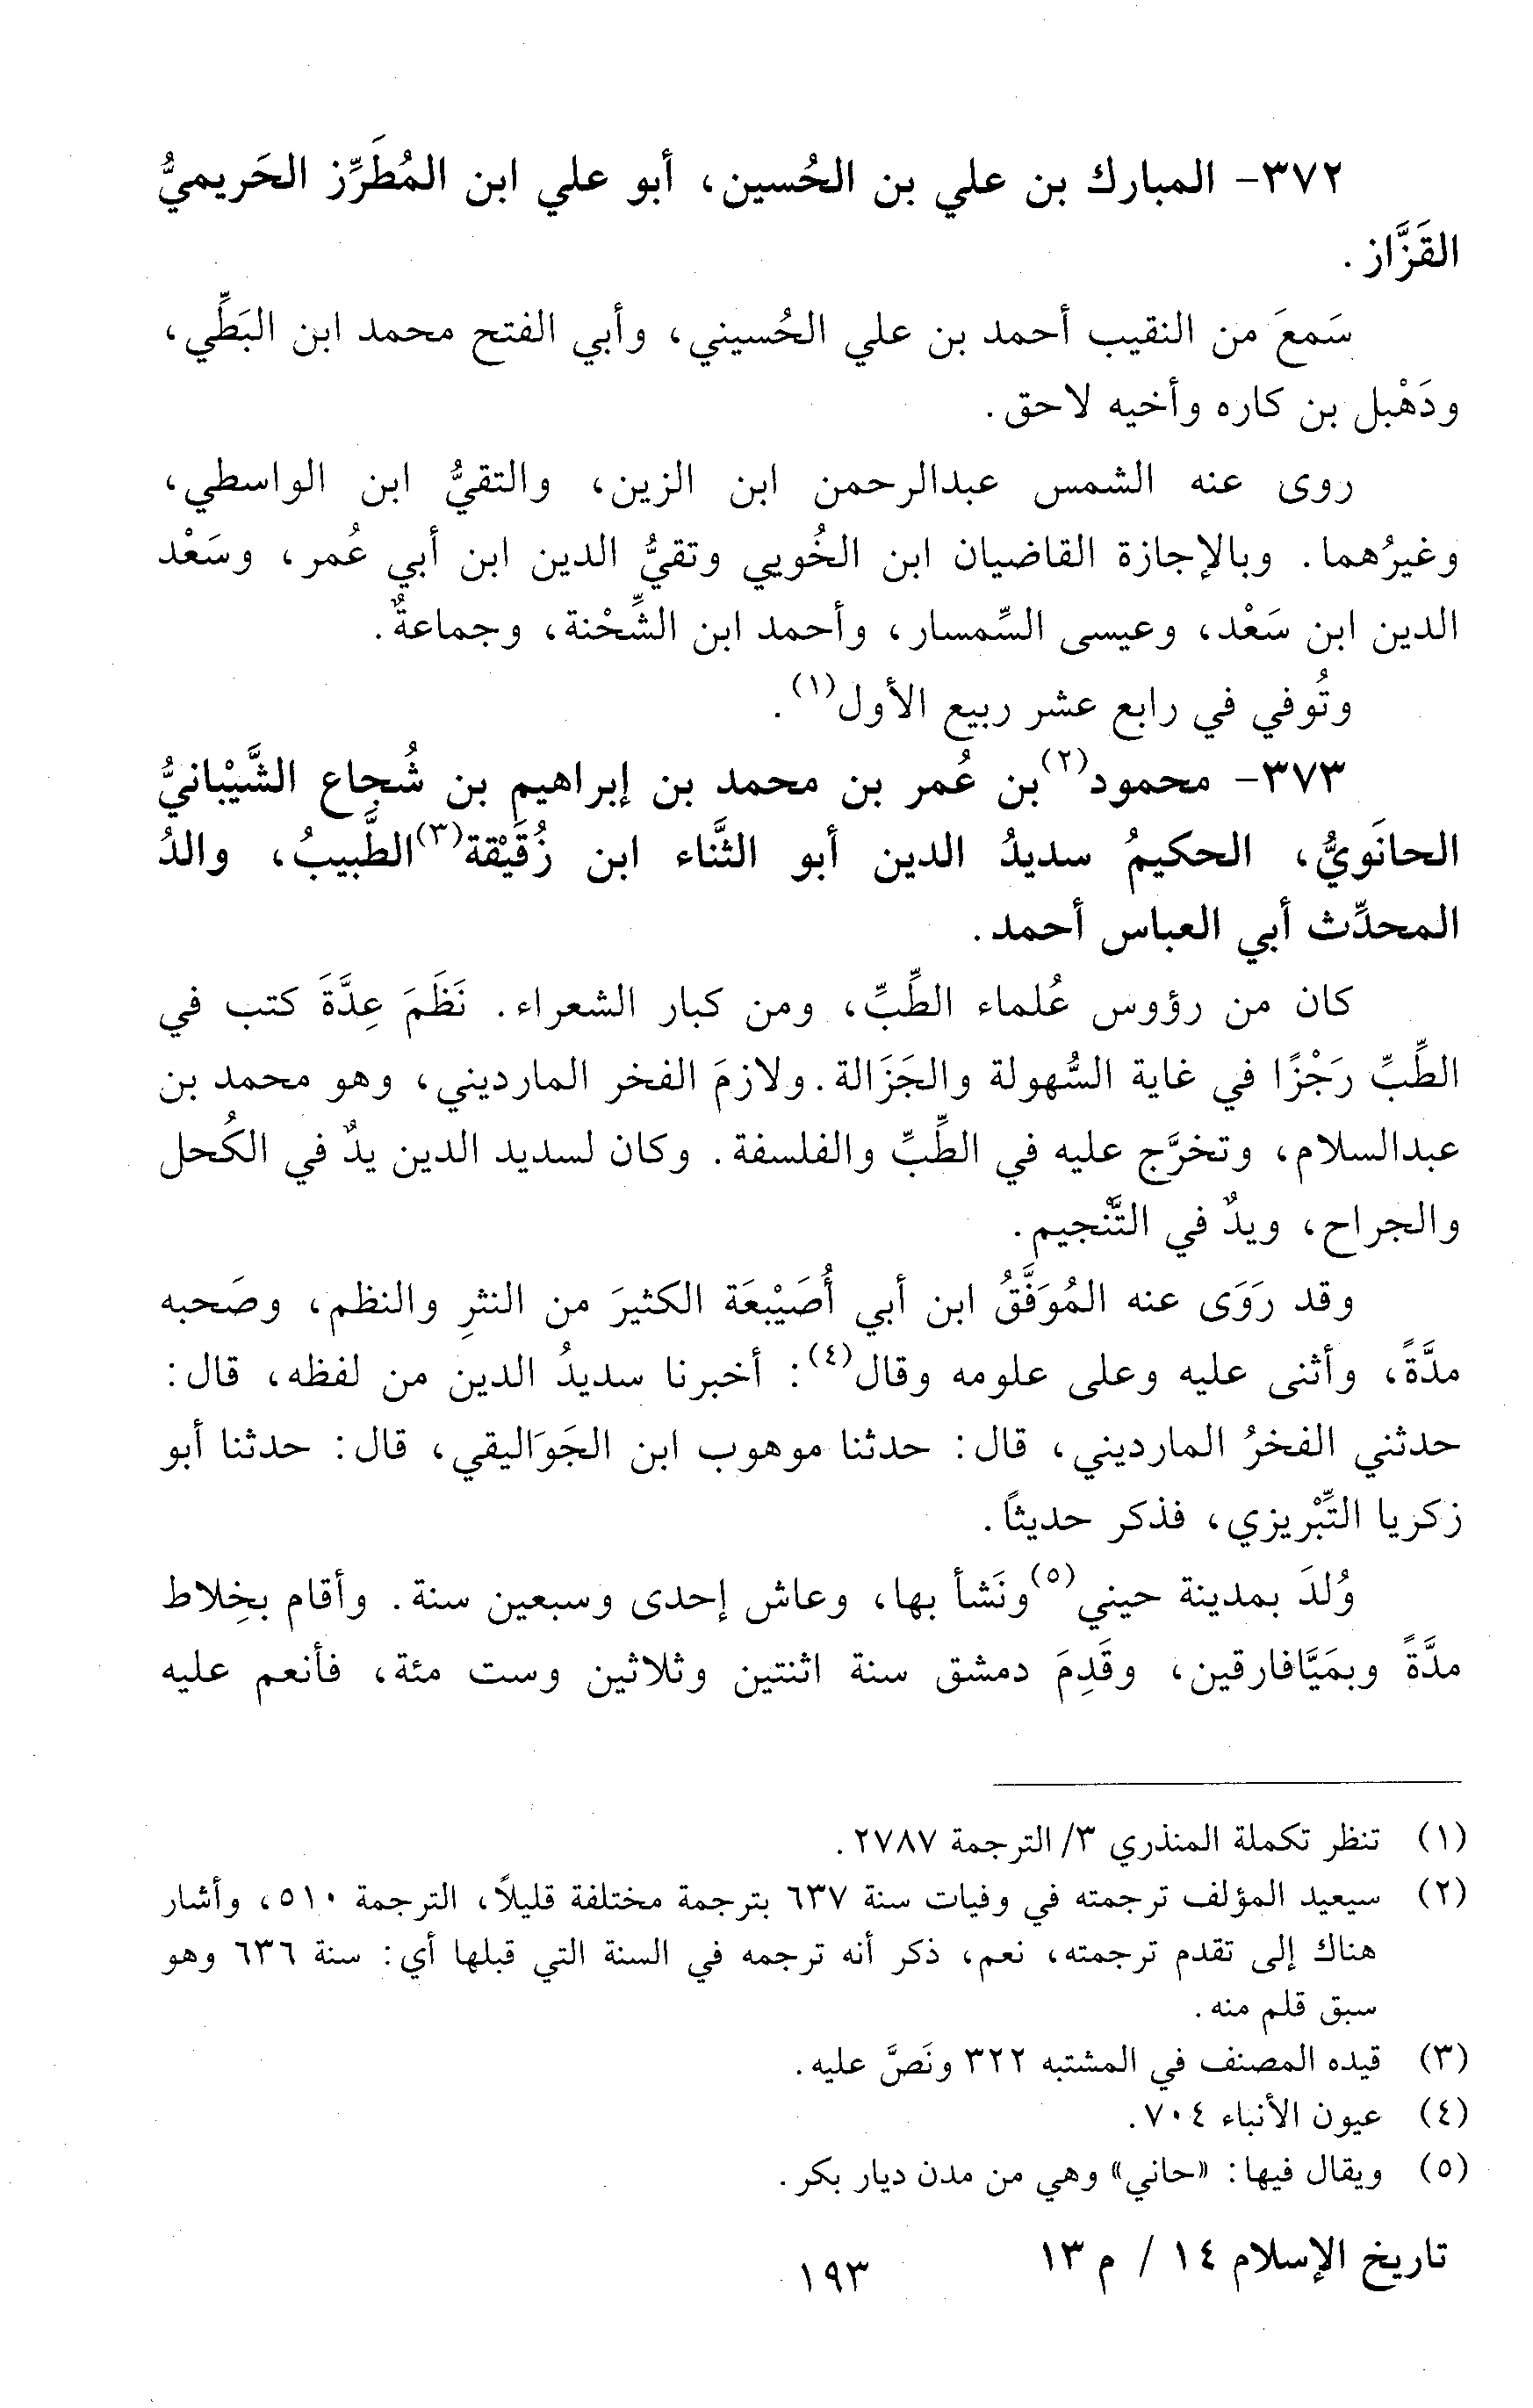 ٣٧٢- المبارك بن علي بن الحُسين، أبو علي ابن المُطَرِّز الحَريميُّ
القَزَّاز.
سَمعَ من النقيب أحمد بن علي الحُسيني، وأبي الفتح محمد ابن البَطِّي،
ودَهْبل بن كاره وأخيه لاحق.
روى عنه الشمس عبدالرحمن ابن الزين، والتقيُّ ابن الواسطي،
وغيرُهما. وبالإجازة القاضيان ابن الخُويي وتقيُّ الدين ابن أبي عُمر، وسَعْد
الدين ابن سَعْد، وعيسى السِّمسار، وأحمد ابن الشِّحْنة، وجماعةٌ.
وتُوفي في رابع عشر ربيع الأول(١).
٣٧٣- محمود(٢) بن عُمر بن محمد بن إبراهيم بن شُجاع الشَّيْبانيُّ
الحانَويُّ، الحكيمُ سديدُ الدين أبو الثَّناء ابن زُقَيْقة(٣) الطَّبيبُ، والدُ
المحدِّث أبي العباس أحمد.
كان من رؤوس عُلماء الطِّبِّ، ومن كبار الشعراء. نَظَمَ عِدَّةَ كتب في
الطِّبِّ رَجْزًا في غاية السُّهولة والجَزَالة. ولازمَ الفخر المارديني، وهو محمد بن
عبدالسلام، وتخرَّج عليه في الطِّبِّ والفلسفة. وكان لسديد الدين يدٌ في الكُحل
والجراح، ويدٌ في التَّنْجيم.
وقد رَوَى عنه المُوَفَّقُ ابن أبي أُصَيْبعَة الكثيرَ من النثرِ والنظم، وصَحبه
مدَّةً، وأثنى عليه وعلى علومه وقال(٤): أخبرنا سديدُ الدين من لفظه، قال:
حدثني الفخرُ المارديني، قال: حدثنا موهوب ابن الجَوَاليقي، قال: حدثنا أبو
زكريا التِّبْريزي، فذكر حديثاً.
وُلدَ بمدينة حيني(٥) ونَشأ بها، وعاش إحدى وسبعين سنة. وأقام بخِلاط
مدَّةً وبمَيَّافارقين، وقَدِمَ دمشق سنة اثنتين وثلاثين وست مئة، فأنعم عليه
(١) تنظر تكملة المنذري ٣/ الترجمة ٢٧٨٧.
(٢) سيعيد المؤلف ترجمته في وفيات سنة ٦٣٧ بترجمة مختلفة قليلاً، الترجمة ٥١٠، وأشار
هناك إلى تقدم ترجمته، نعم، ذكر أنه ترجمه في السنة التي قبلها أي: سنة ٦٣٦ وهو
سبق قلم منه.
(٣) قيده المصنف في المشتبه ٣٢٢ ونَصَّ عليه.
(٤) عيون الأنباء ٧٠٤.
(٥) ويقال فيها: «حاني» وهي من مدن ديار بكر.
تاريخ الإسلام ١٤ / م ١٣
١٩٣